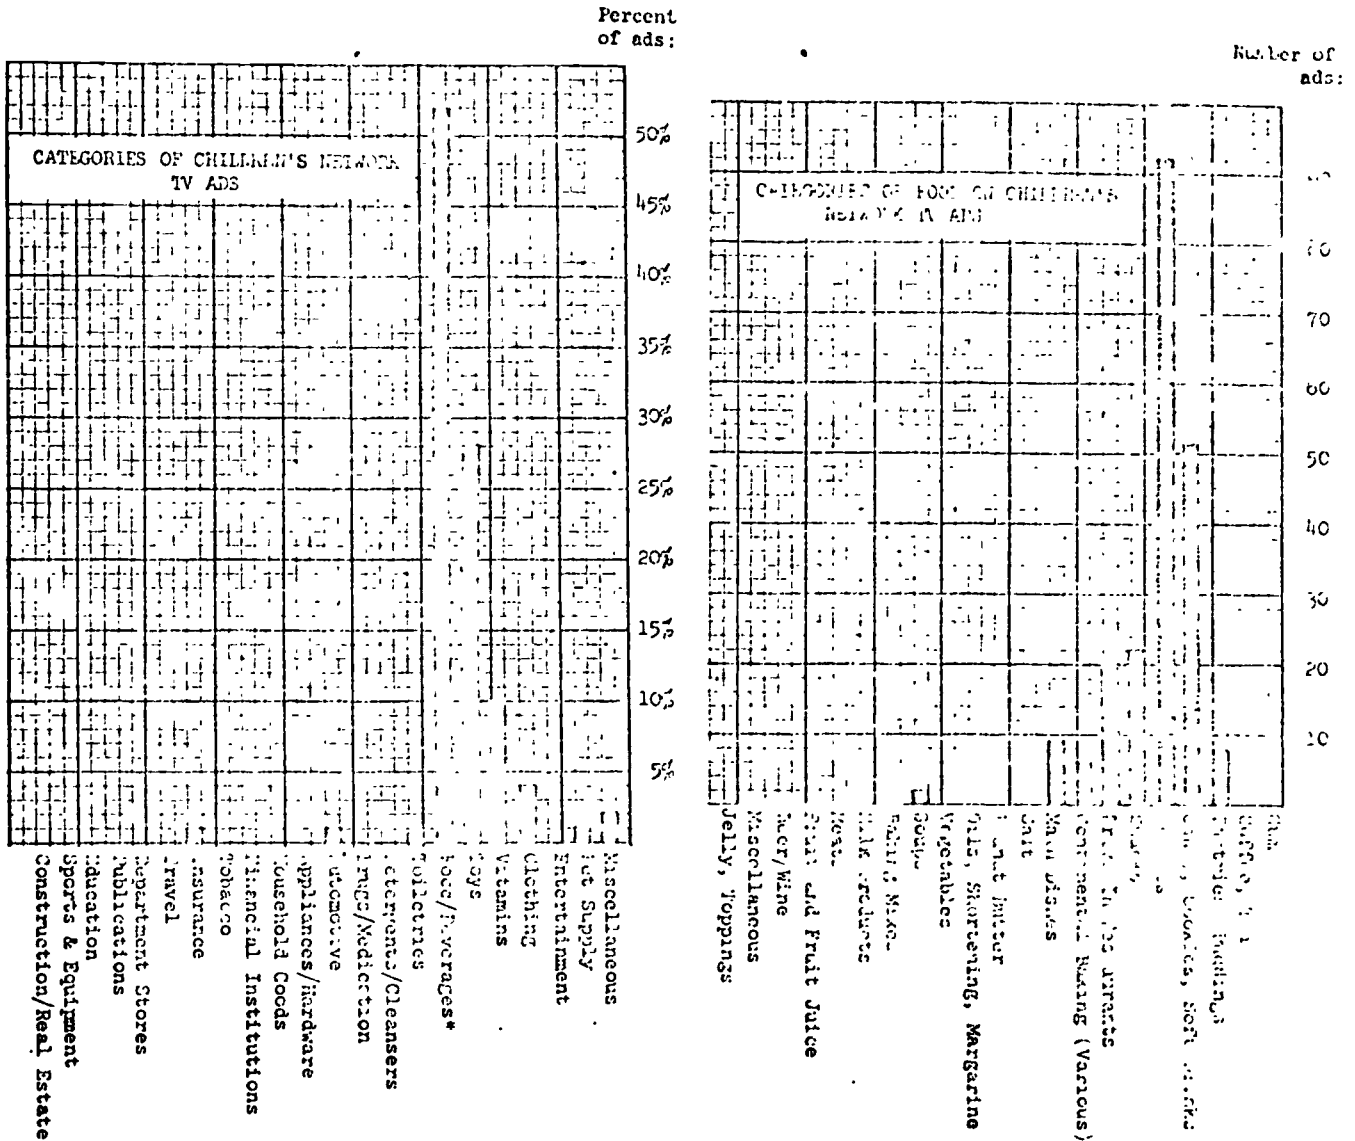 Percent
of ads:
50%
CATEGORIES OF CHILDREN'S NETWORK
TV ADS
45%
40%
35%
30%
25%
20%
15%
10%
5%
Construction/Real Estate
Sports & Equipment
Education
Publications
Department Stores
Travel
Insurance
Tobacco
Financial Institutions
Household Goods
Appliances/Hardware
Automotive
Drugs/Medication
Detergents/Cleansers
Toiletries
Food/Beverages*
Toys
Vitamins
Clothing
Entertainment
Pet Supply
Miscellaneous
Number of
ads:
CATEGORIES OF FOOD ON CHILDREN'S
NETWORK TV ADS
70
60
50
40
30
20
10
Jelly, Toppings
Miscellaneous
Beer/Wine
Fruit and Fruit Juice
Meat
Milk Products
Baking Mixes
Soups
Vegetables
Oils, Shortening, Margarine
Peanut Butter
Salt
Main Dishes
(Various)
Cookies, Soft